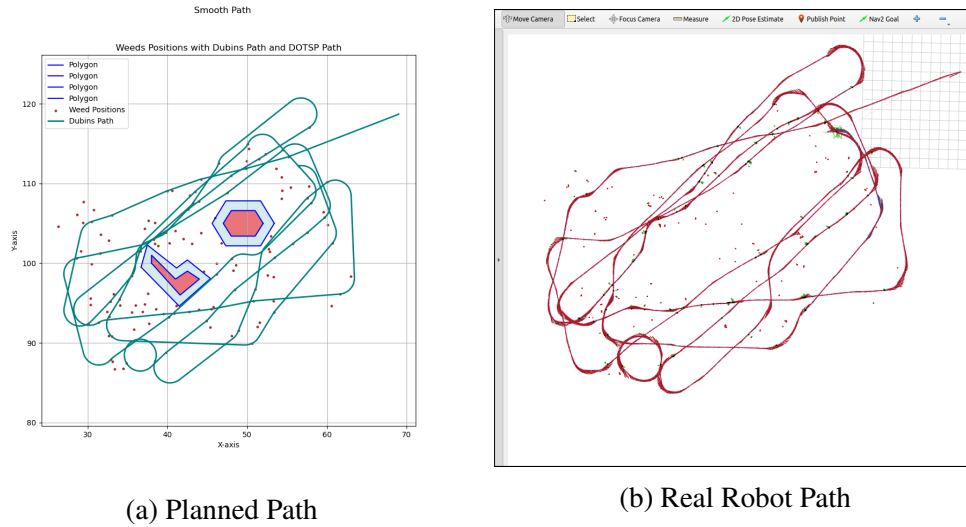 Smooth Path
Weeds Positions with Dubins Path and DOTSP Path
Polygon
Polygon
Polygon
Polygon
Weed Positions
Dubins Path
120
110
100
90
80
Y-axis
30 40 50 60 70
X-axis
(a) Planned Path
Move Camera Select Focus Camera Measure 2D Pose Estimate Publish Point Nav2 Goal
(b) Real Robot Path